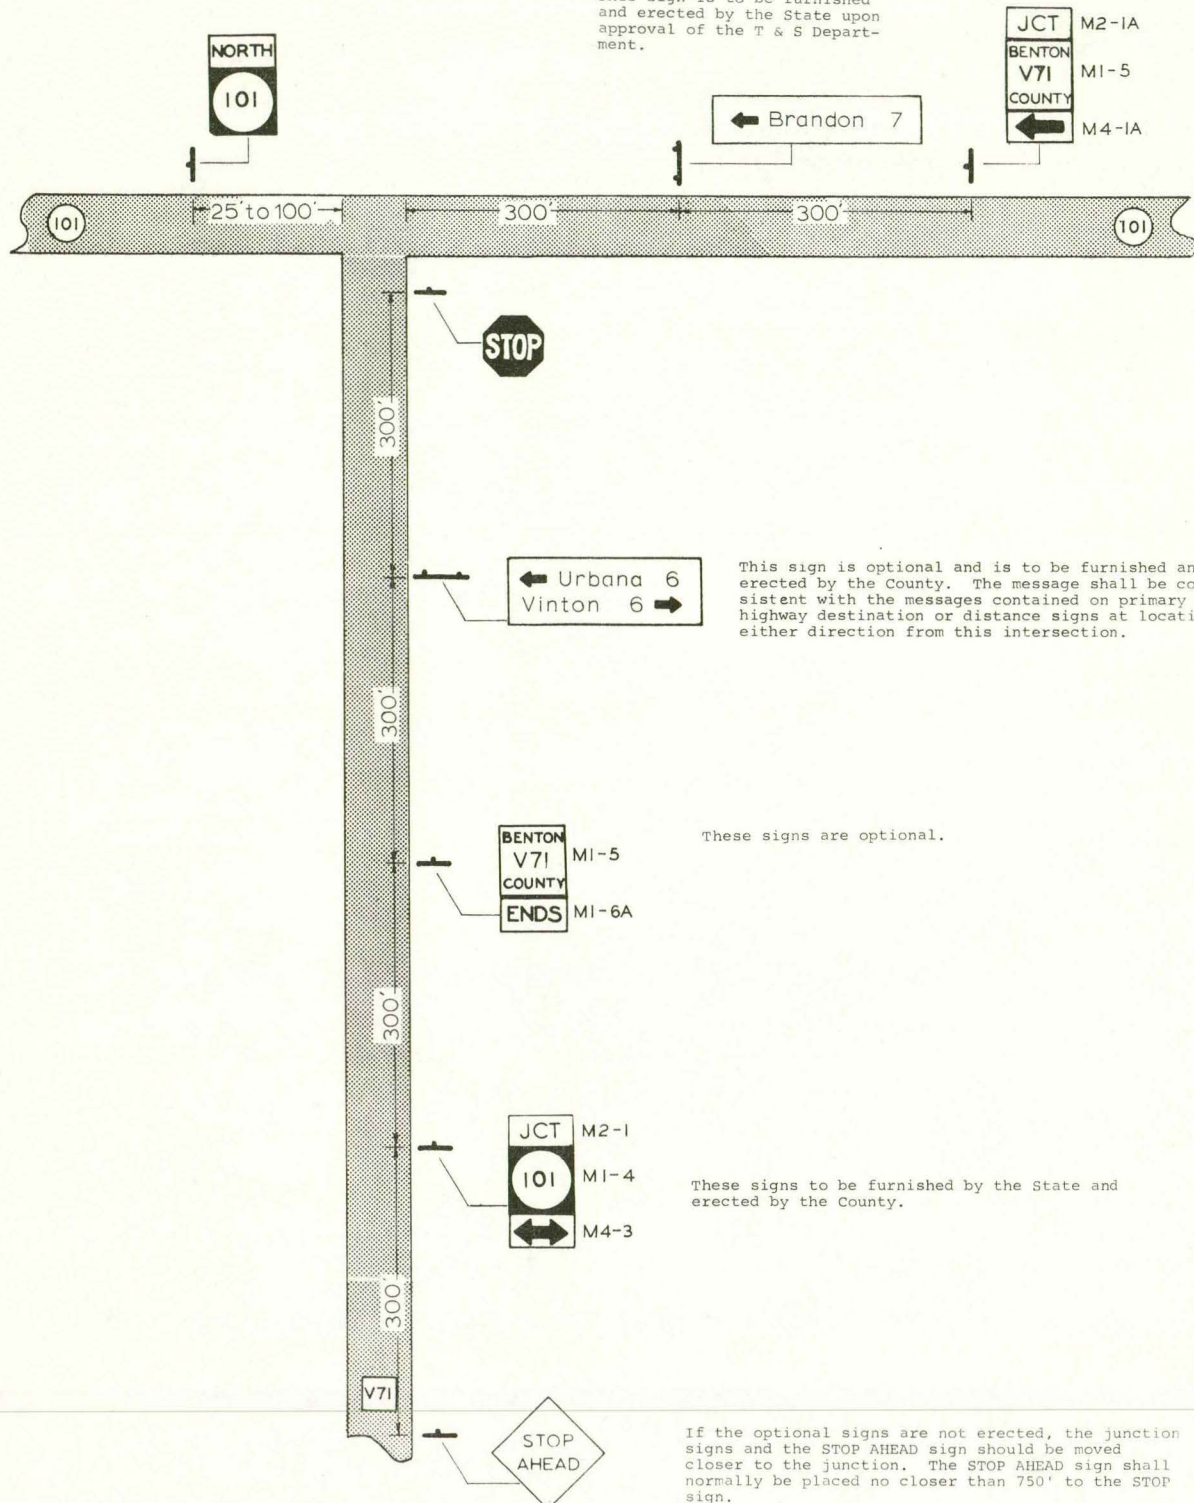 and erected by the State upon
approval of the T & S Depart-
ment.
JCT M2-1A
BENTON
V71 M1-5
COUNTY
M4-1A
NORTH
101
← Brandon 7
101
25' to 100'
300'
300'
101
STOP
300'
← Urbana 6
Vinton 6 →
This sign is optional and is to be furnished
erected by the County. The message shall be
sistent with the messages contained on primary
highway destination or distance signs at
either direction from this intersection.
300'
BENTON
V71 M1-5
COUNTY
ENDS M1-6A
These signs are optional.
300'
JCT M2-1
101 M1-4
M4-3
These signs to be furnished by the State and
erected by the County.
300'
V71
STOP
AHEAD
If the optional signs are not erected, the junction
signs and the STOP AHEAD sign should be moved
closer to the junction. The STOP AHEAD sign shall
normally be placed no closer than 750' to the STOP
sign.